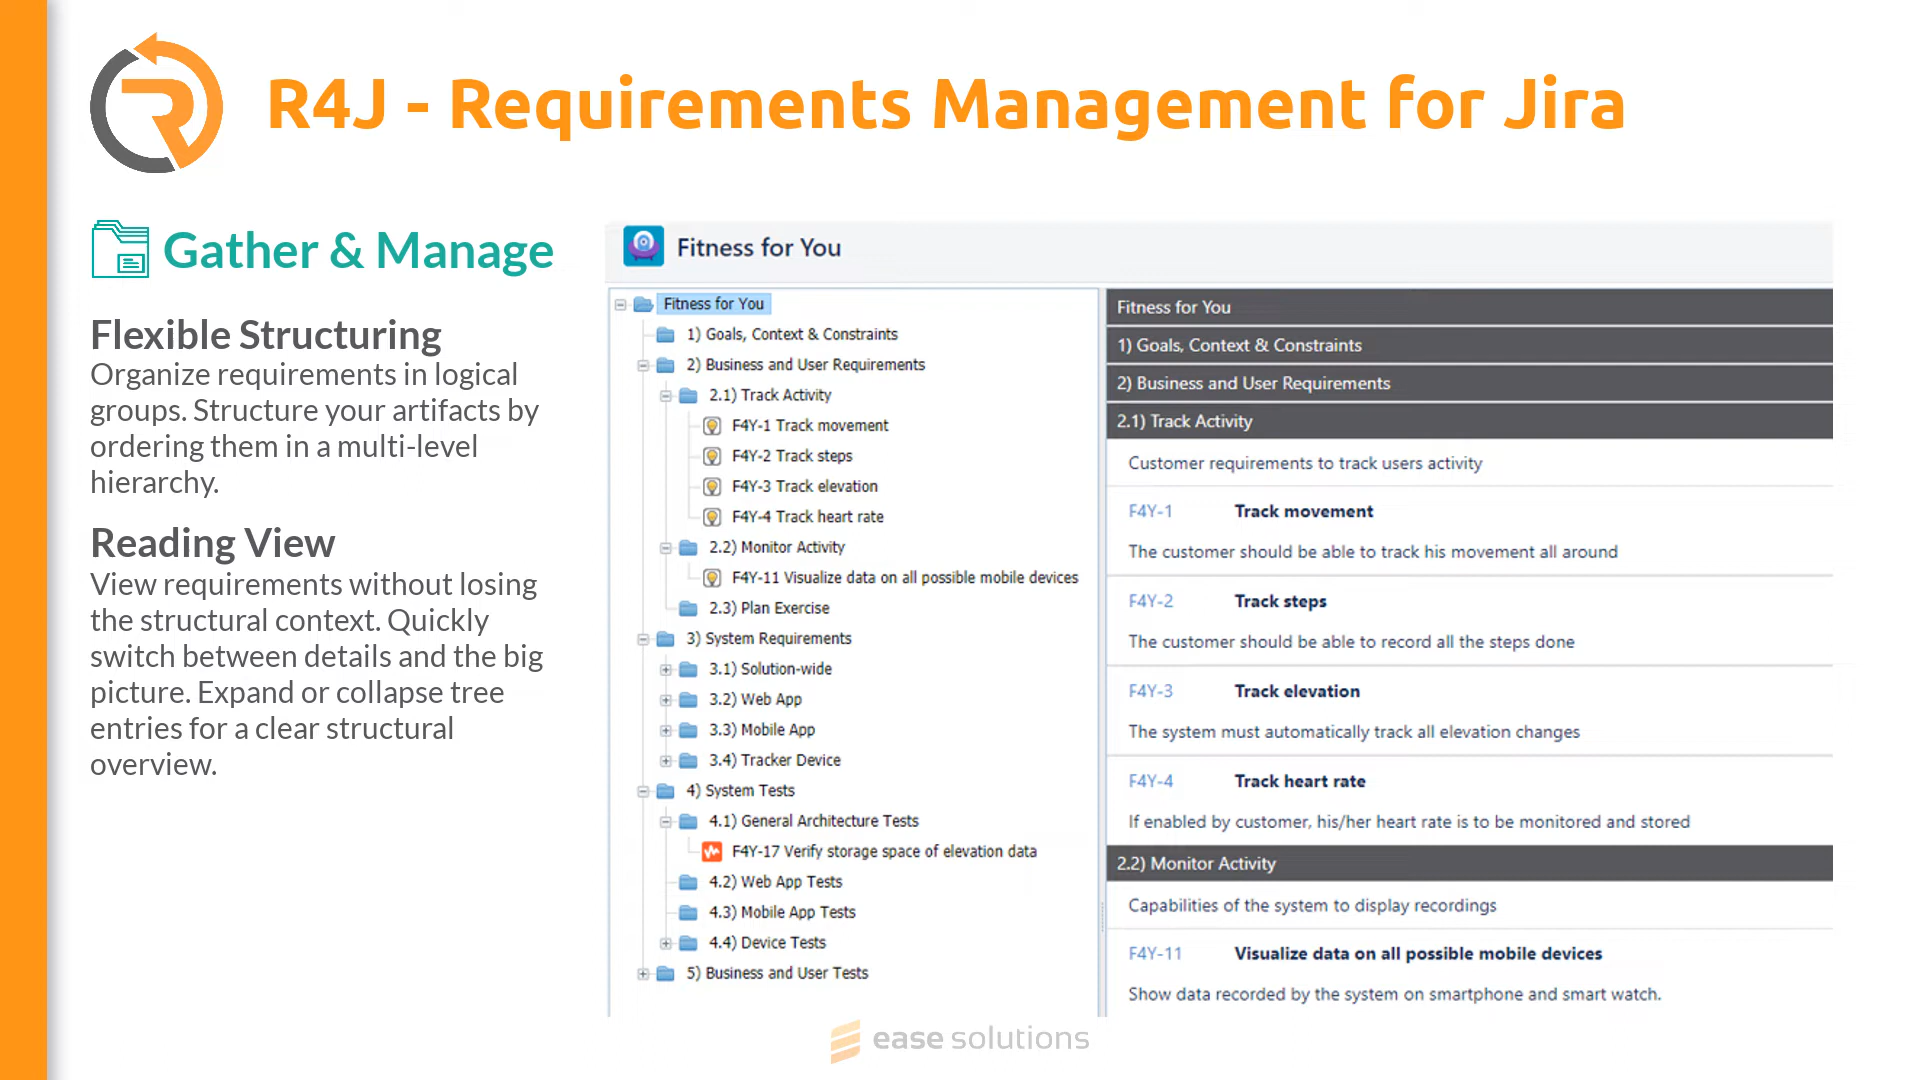 R4J - Requirements Management for Jira
Gather & Manage
Flexible Structuring
Organize requirements in logical
groups. Structure your artifacts by
ordering them in a multi-level
hierarchy.
Reading View
View requirements without losing
the structural context. Quickly
switch between details and the big
picture. Expand or collapse tree
entries for a clear structural
overview.
Fitness for You
Fitness for You
1) Goals, Context & Constraints
2) Business and User Requirements
2.1) Track Activity
F4Y-1 Track movement
F4Y-2 Track steps
F4Y-3 Track elevation
F4Y-4 Track heart rate
2.2) Monitor Activity
F4Y-11 Visualize data on all possible mobile devices
2.3) Plan Exercise
3) System Requirements
3.1) Solution-wide
3.2) Web App
3.3) Mobile App
3.4) Tracker Device
4) System Tests
4.1) General Architecture Tests
F4Y-17 Verify storage space of elevation data
4.2) Web App Tests
4.3) Mobile App Tests
4.4) Device Tests
5) Business and User Tests
Fitness for You
1) Goals, Context & Constraints
2) Business and User Requirements
2.1) Track Activity
Customer requirements to track users activity
F4Y-1 Track movement
The customer should be able to track his movement all around
F4Y-2 Track steps
The customer should be able to record all the steps done
F4Y-3 Track elevation
The system must automatically track all elevation changes
F4Y-4 Track heart rate
If enabled by customer, his/her heart rate is to be monitored and stored
2.2) Monitor Activity
Capabilities of the system to display recordings
F4Y-11 Visualize data on all possible mobile devices
Show data recorded by the system on smartphone and smart watch.
ease solutions